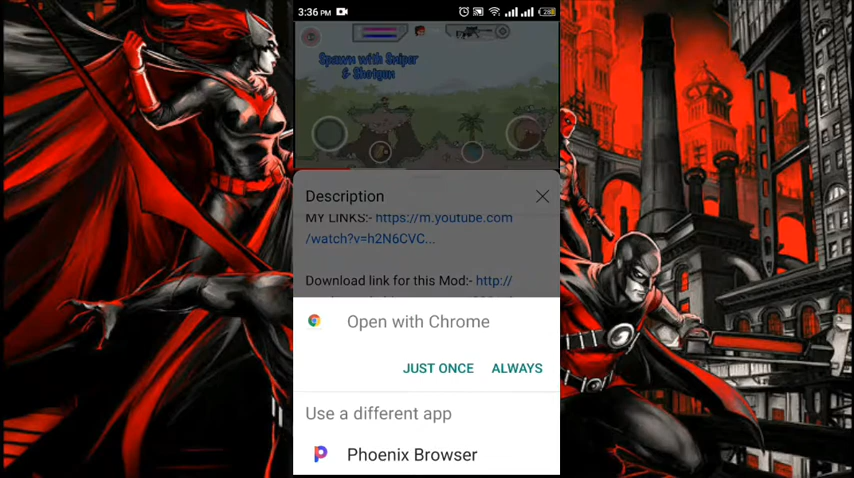 3:36 PM
28
Spawn with Sniper
& Shotgun
Description
MY LINKS:- https://m.youtube.com
/watch?v=h2N6CVC...
Download link for this Mod:- http://
Open with Chrome
JUST ONCE ALWAYS
Use a different app
Phoenix Browser